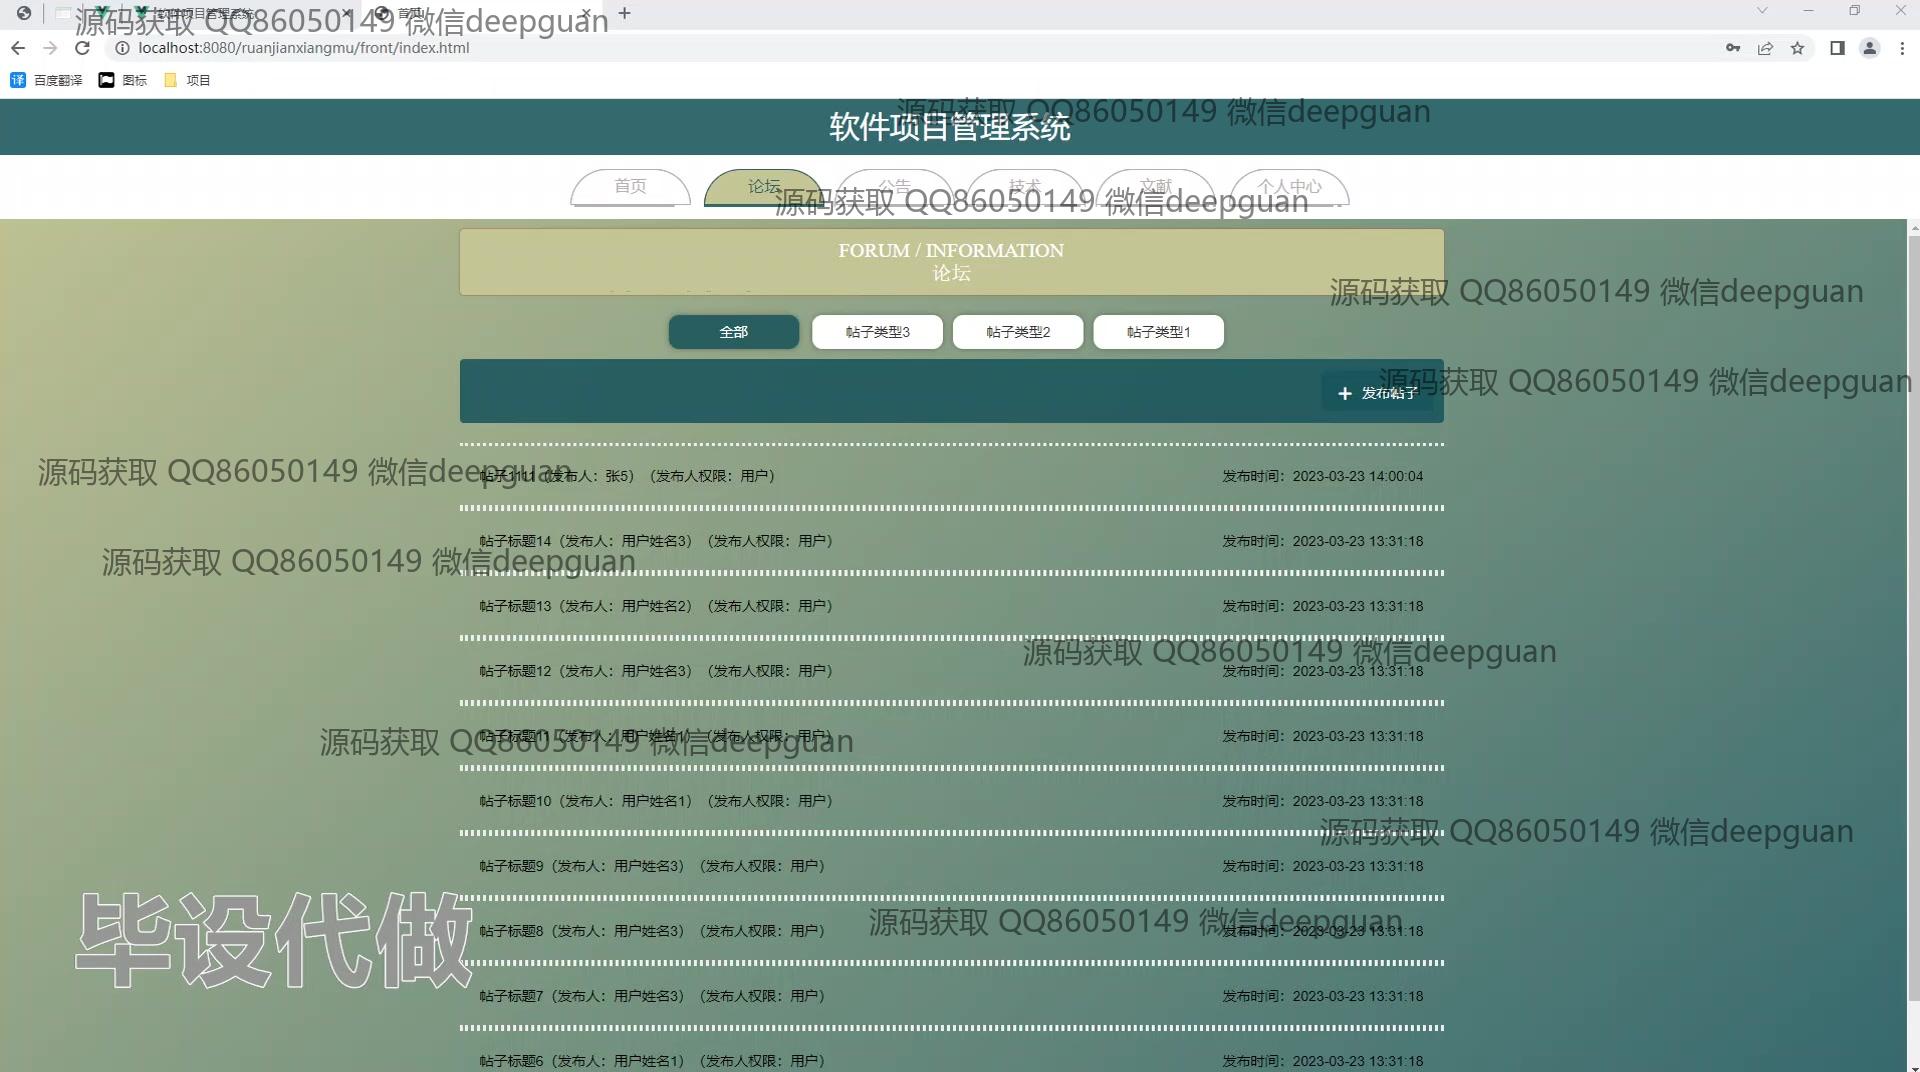 软件项目管理系统
首页
源码获取 QQ86050149 微信deepguan
localhost:8080/ruanjianxiangmu/front/index.html
百度翻译
图标
项目
源码获取 QQ86050149 微信deepguan
软件项目管理系统
首页
论坛
公告
技术
文献
个人中心
源码获取 QQ86050149 微信deepguan
FORUM / INFORMATION
论坛
源码获取 QQ86050149 微信deepguan
全部
帖子类型3
帖子类型2
帖子类型1
源码获取 QQ86050149 微信deepguan
+ 发布帖子
源码获取 QQ86050149 微信deepguan
帖子1111（发布人：张5）（发布人权限：用户） 发布时间：2023-03-23 14:00:04
帖子标题14（发布人：用户姓名3）（发布人权限：用户） 发布时间：2023-03-23 13:31:18
源码获取 QQ86050149 微信deepguan
帖子标题13（发布人：用户姓名2）（发布人权限：用户） 发布时间：2023-03-23 13:31:18
源码获取 QQ86050149 微信deepguan
帖子标题12（发布人：用户姓名3）（发布人权限：用户） 发布时间：2023-03-23 13:31:18
帖子标题11（发布人：用户姓名1）（发布人权限：用户） 发布时间：2023-03-23 13:31:18
源码获取 QQ86050149 微信deepguan
帖子标题10（发布人：用户姓名1）（发布人权限：用户） 发布时间：2023-03-23 13:31:18
源码获取 QQ86050149 微信deepguan
帖子标题9（发布人：用户姓名3）（发布人权限：用户） 发布时间：2023-03-23 13:31:18
源码获取 QQ86050149 微信deepguan
帖子标题8（发布人：用户姓名3）（发布人权限：用户） 发布时间：2023-03-23 13:31:18
毕设代做
帖子标题7（发布人：用户姓名3）（发布人权限：用户） 发布时间：2023-03-23 13:31:18
帖子标题6（发布人：用户姓名1）（发布人权限：用户） 发布时间：2023-03-23 13:31:18